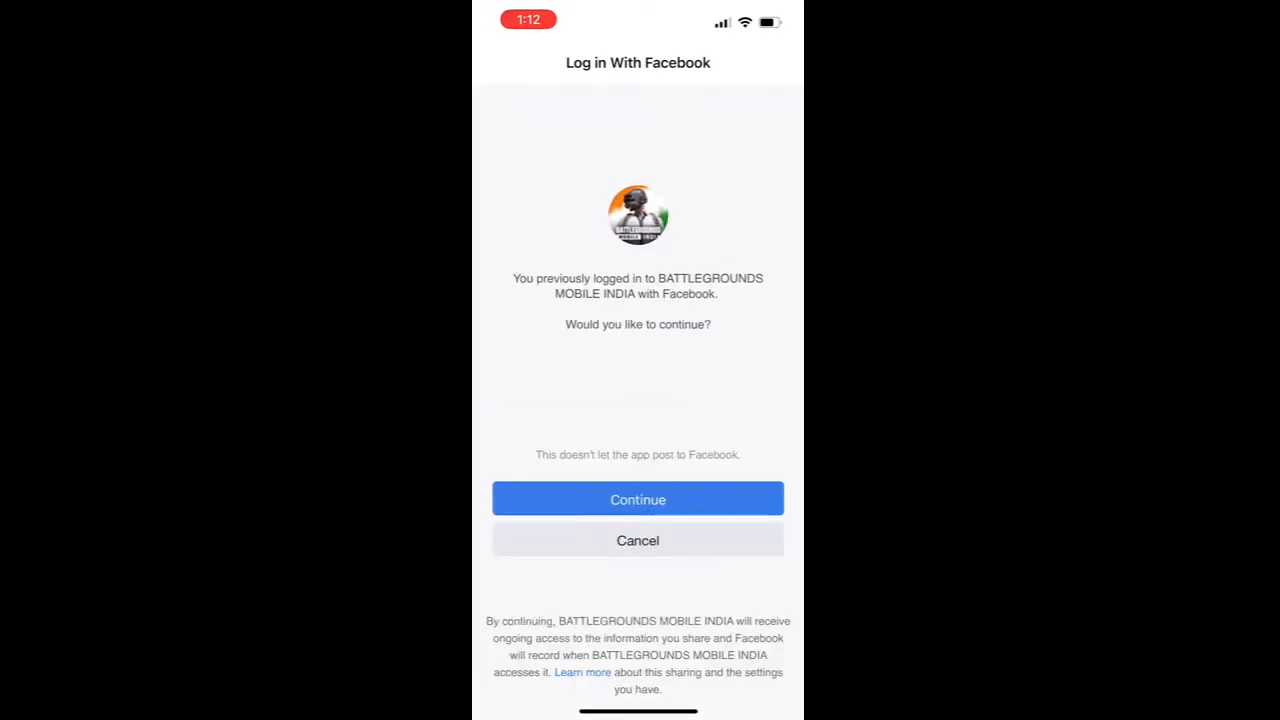 1:12
Log in With Facebook
BATTLEGROUNDS
MOBILE INDIA
You previously logged in to BATTLEGROUNDS
MOBILE INDIA with Facebook.
Would you like to continue?
This doesn't let the app post to Facebook.
Continue
Cancel
By continuing, BATTLEGROUNDS MOBILE INDIA will receive
ongoing access to the information you share and Facebook
will record when BATTLEGROUNDS MOBILE INDIA
accesses it. Learn more about this sharing and the settings
you have.